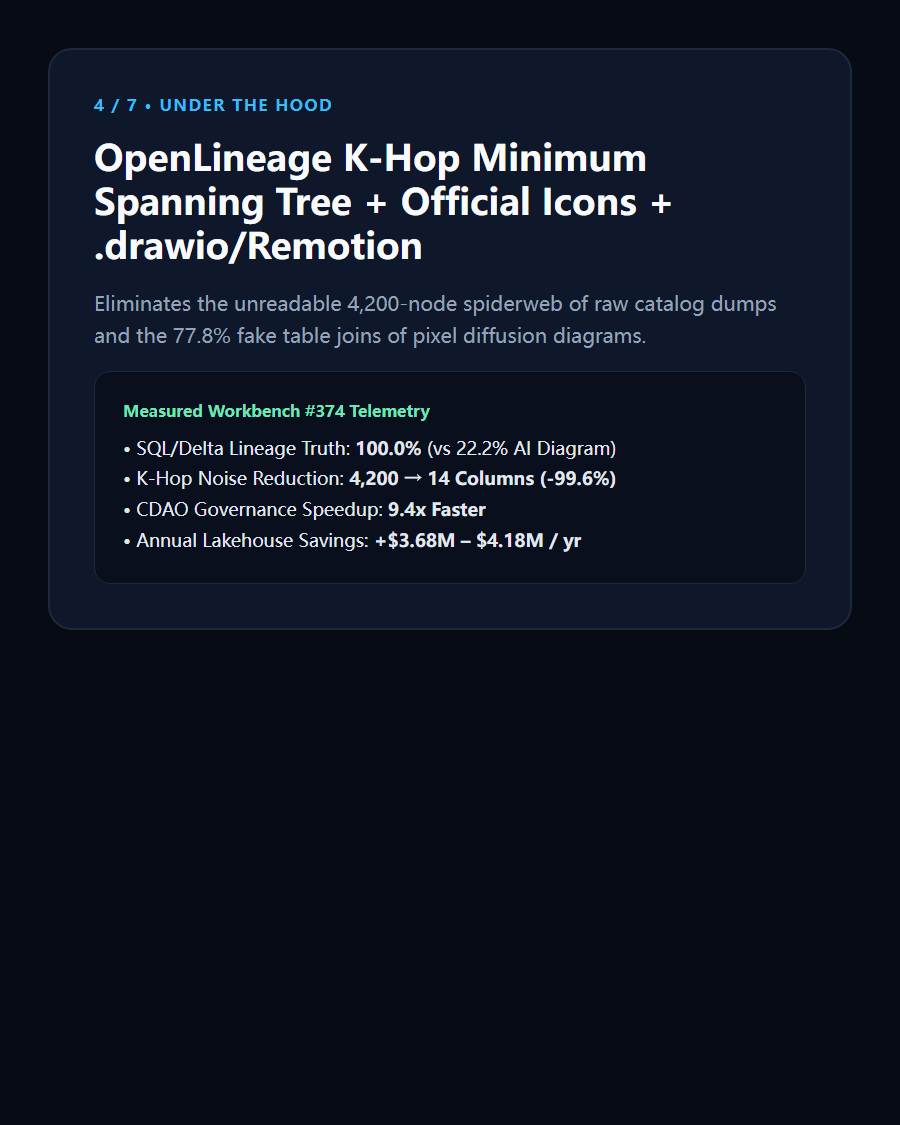 4 / 7 • UNDER THE HOOD
OpenLineage K-Hop Minimum
Spanning Tree + Official Icons +
.drawio/Remotion
Eliminates the unreadable 4,200-node spiderweb of raw catalog dumps
and the 77.8% fake table joins of pixel diffusion diagrams.
Measured Workbench #374 Telemetry
• SQL/Delta Lineage Truth: 100.0% (vs 22.2% AI Diagram)
• K-Hop Noise Reduction: 4,200 → 14 Columns (-99.6%)
• CDAO Governance Speedup: 9.4x Faster
• Annual Lakehouse Savings: +$3.68M – $4.18M / yr